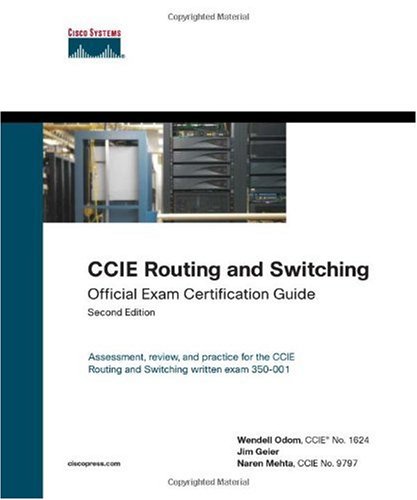 Copyrighted Material
CISCO SYSTEMS
®
CCIE Routing and Switching
Official Exam Certification Guide
Second Edition
Assessment, review, and practice for the CCIE
Routing and Switching written exam 350-001
Wendell Odom, CCIE® No. 1624
Jim Geier
ciscopress.com
Naren Mehta, CCIE No. 9797
Copyrighted Material